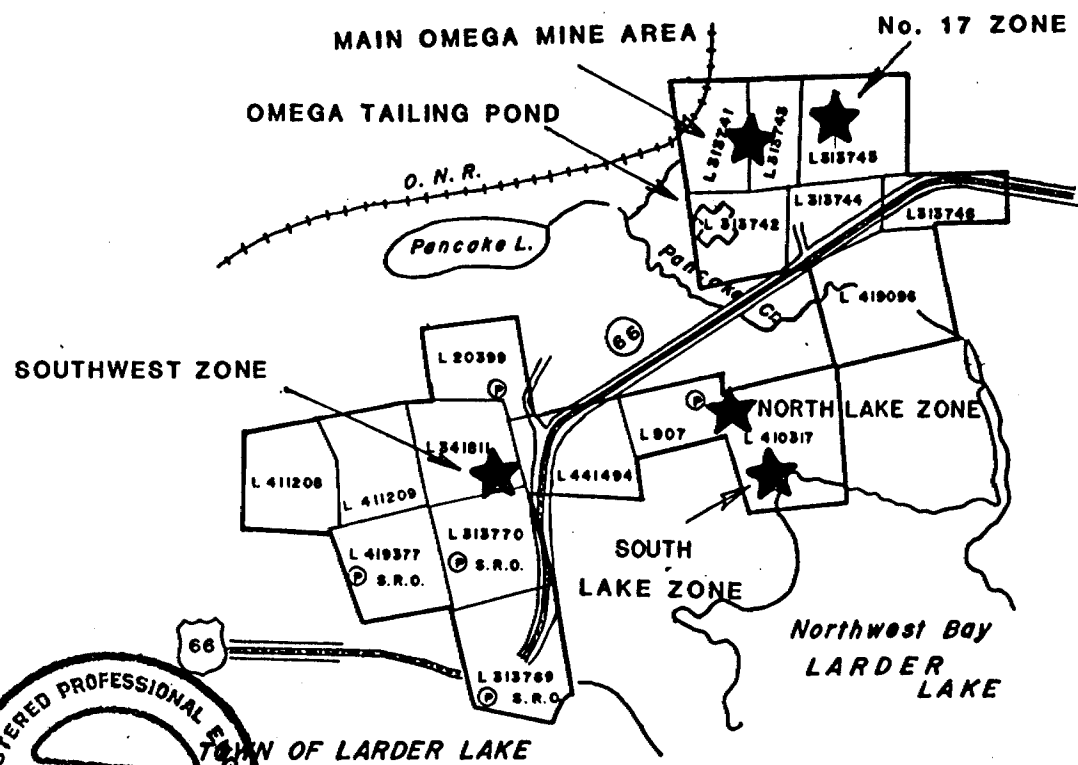 MAIN OMEGA MINE AREA
No. 17 ZONE
OMEGA TAILING POND
L 313741
L 313743
L 313745
O. N. R.
L 313744
L 313742
L 313746
Pancake L.
Pancake CR.
L 419096
66
L 20399
P
SOUTHWEST ZONE
P
NORTH LAKE ZONE
L 907
L 410317
L 341811
L 441494
L 411208
L 411209
L 313770
P S.R.O.
L 419377
P S.R.O.
SOUTH
LAKE ZONE
Northwest Bay
LARDER
LAKE
66
L 313769
P S.R.O.
REGISTERED PROFESSIONAL
TOWN OF LARDER LAKE